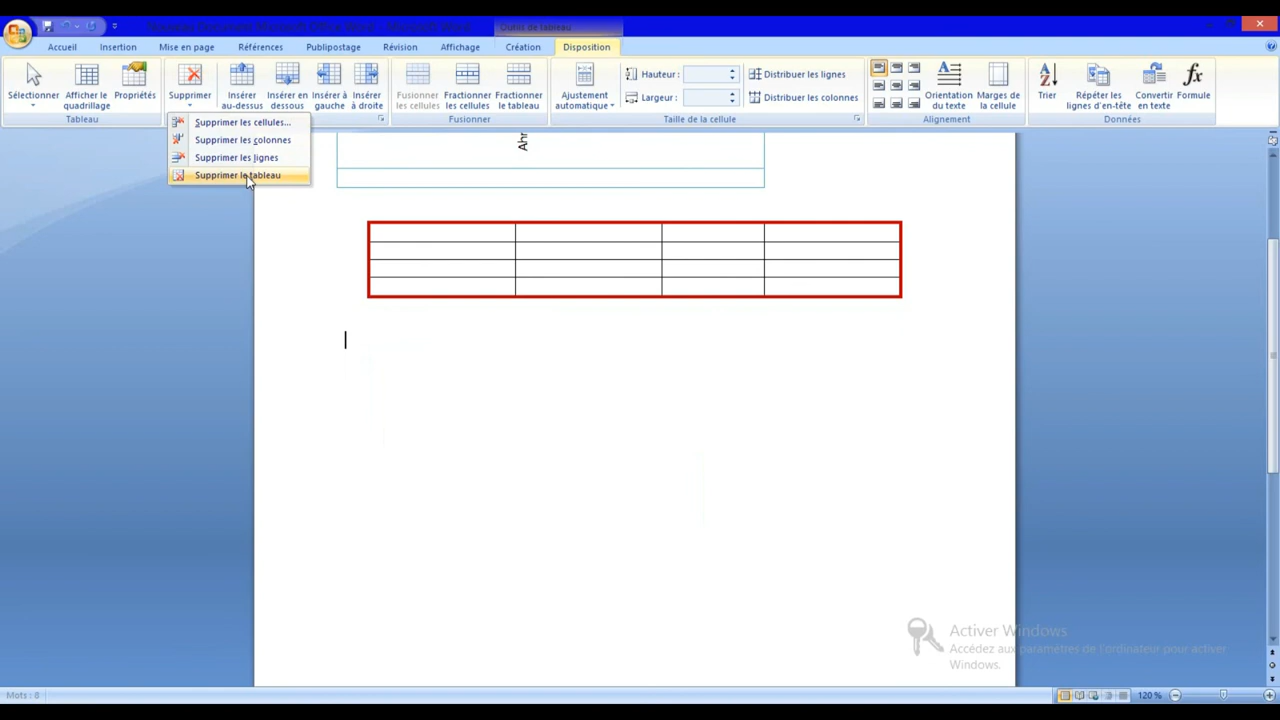 Outils de tableau
Accueil Insertion Mise en page Références Publipostage Révision Affichage Création Disposition
Sélectionner
Afficher le quadrillage
Propriétés
Supprimer
Insérer au-dessus
Insérer en dessous
Insérer à gauche
Insérer à droite
Fusionner les cellules
Fractionner les cellules
Fractionner le tableau
Ajustement automatique
Hauteur :
Largeur :
Distribuer les lignes
Distribuer les colonnes
Orientation du texte
Marges de la cellule
Trier
Répéter les lignes d'en-tête
Convertir en texte
Formule
Tableau
Fusionner
Taille de la cellule
Alignement
Données
Supprimer les cellules...
Supprimer les colonnes
Supprimer les lignes
Supprimer le tableau
Activer Windows
Accédez aux paramètres de l'ordinateur pour activer
Windows.
Mots : 8
120 %